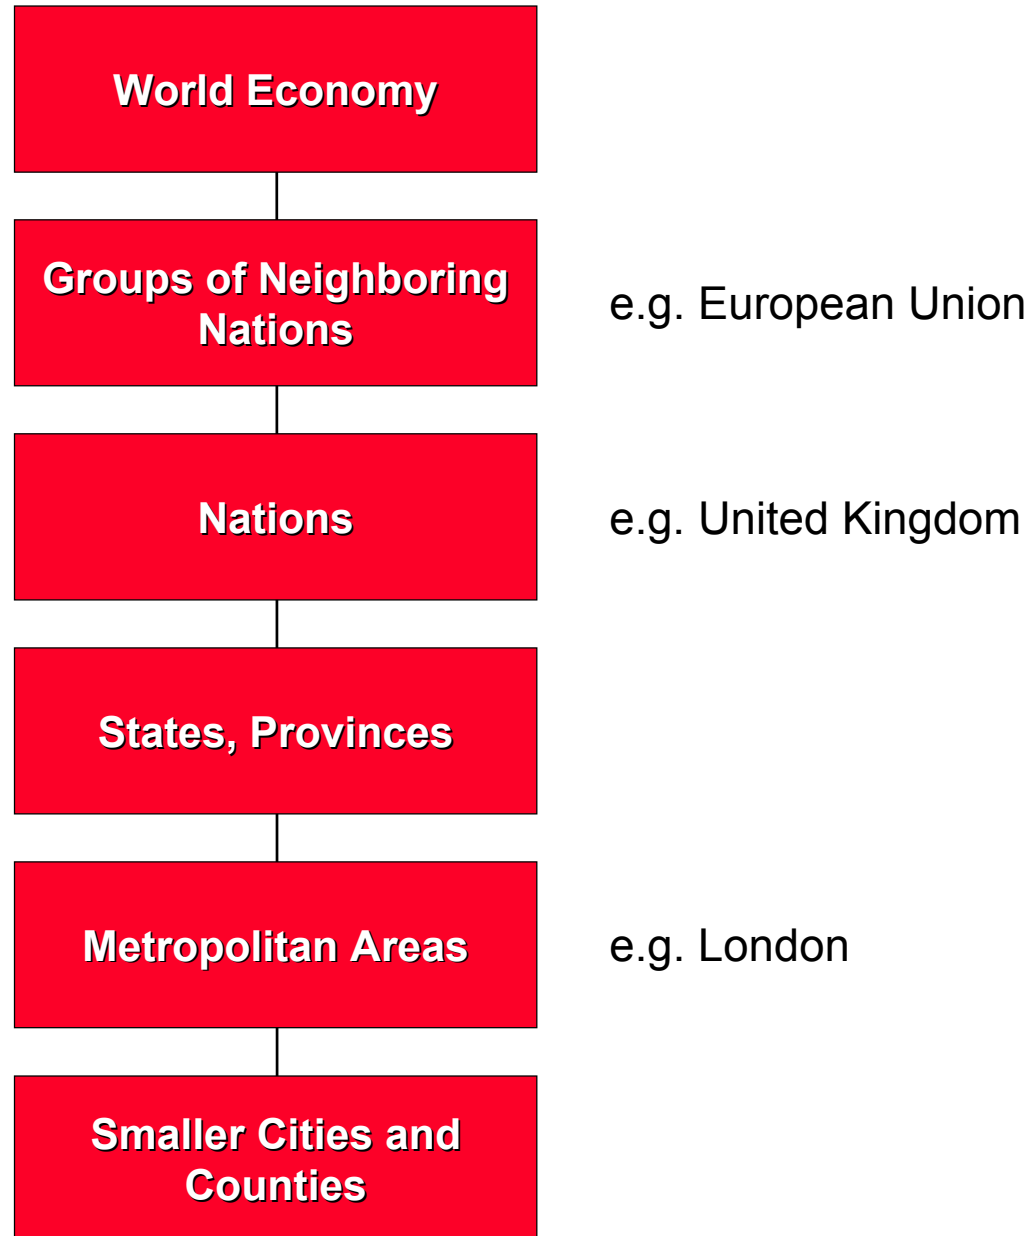 World Economy
Groups of Neighboring
Nations
e.g. European Union
Nations
e.g. United Kingdom
States, Provinces
Metropolitan Areas
e.g. London
Smaller Cities and
Counties